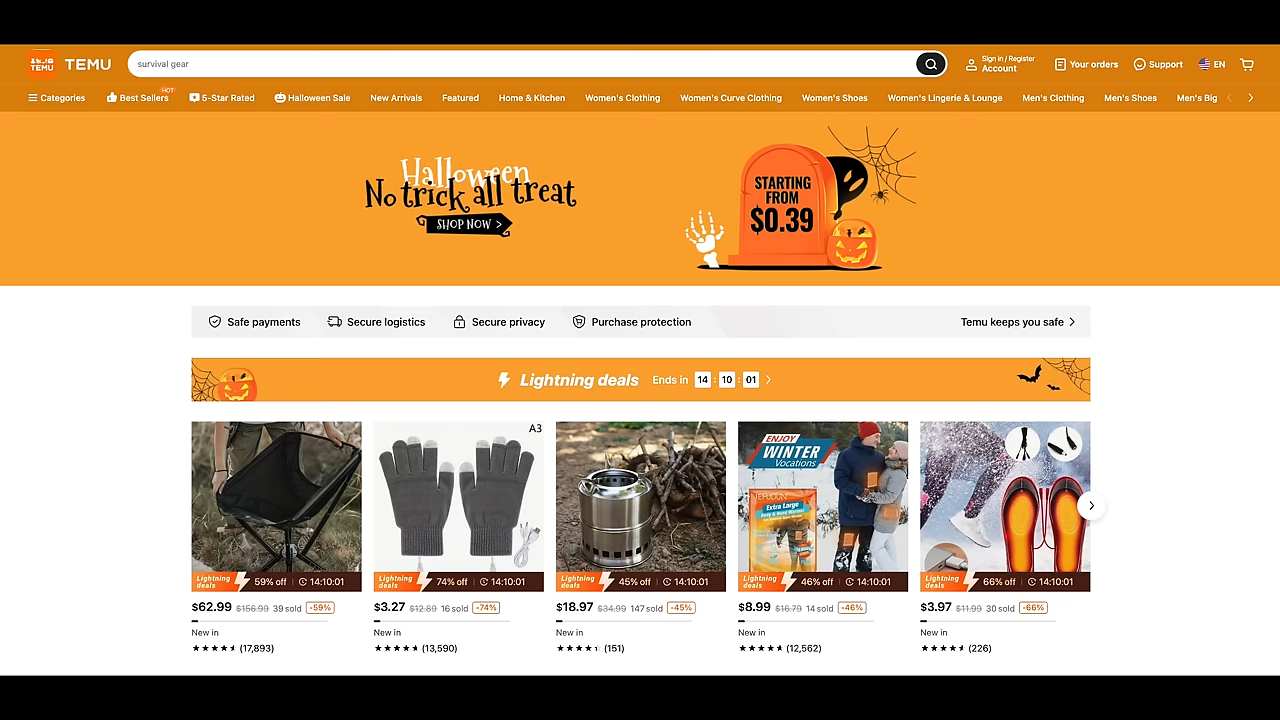 TEMU
TEMU
survival gear
Sign in / Register
Account
Your orders
Support
EN
Categories
Best Sellers
HOT
5-Star Rated
Halloween Sale
New Arrivals
Featured
Home & Kitchen
Women's Clothing
Women's Curve Clothing
Women's Shoes
Women's Lingerie & Lounge
Men's Clothing
Men's Shoes
Men's Big
Halloween
No trick all treat
SHOP NOW >
STARTING
FROM
$0.39
Safe payments
Secure logistics
Secure privacy
Purchase protection
Temu keeps you safe
Lightning deals
Ends in 14 : 10 : 01
A3
ENJOY
WINTER
Vocations
Extra Large
Body & Hand Warmer
Lightning deals 59% off 14:10:01
Lightning deals 74% off 14:10:01
Lightning deals 45% off 14:10:01
Lightning deals 46% off 14:10:01
Lightning deals 66% off 14:10:01
$62.99 $156.99 39 sold -59%
$3.27 $12.89 16 sold -74%
$18.97 $34.99 147 sold -45%
$8.99 $16.79 14 sold -46%
$3.97 $11.99 30 sold -66%
New in
New in
New in
New in
New in
(17,893)
(13,590)
(151)
(12,562)
(226)